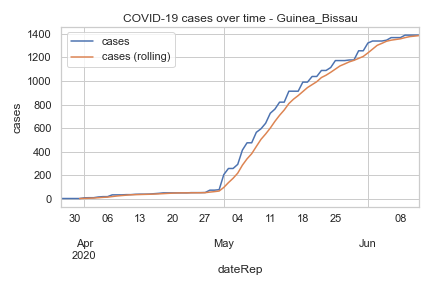 COVID-19 cases over time - Guinea_Bissau
cases
cases (rolling)
1400
1200
1000
800
600
400
200
0
cases
30 06 13 20 27 04 11 18 25 08
Apr May Jun
2020
dateRep